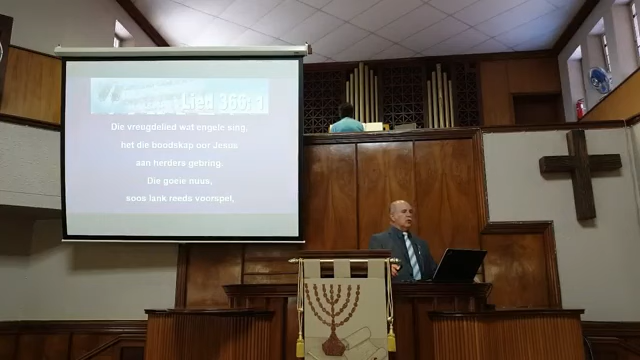 Lied 366:1
Die vreugdelied wat engele sing,
het die boodskap oor Jesus
aan herders gebring.
Die goeie nuus,
soos lank reeds voorspel,